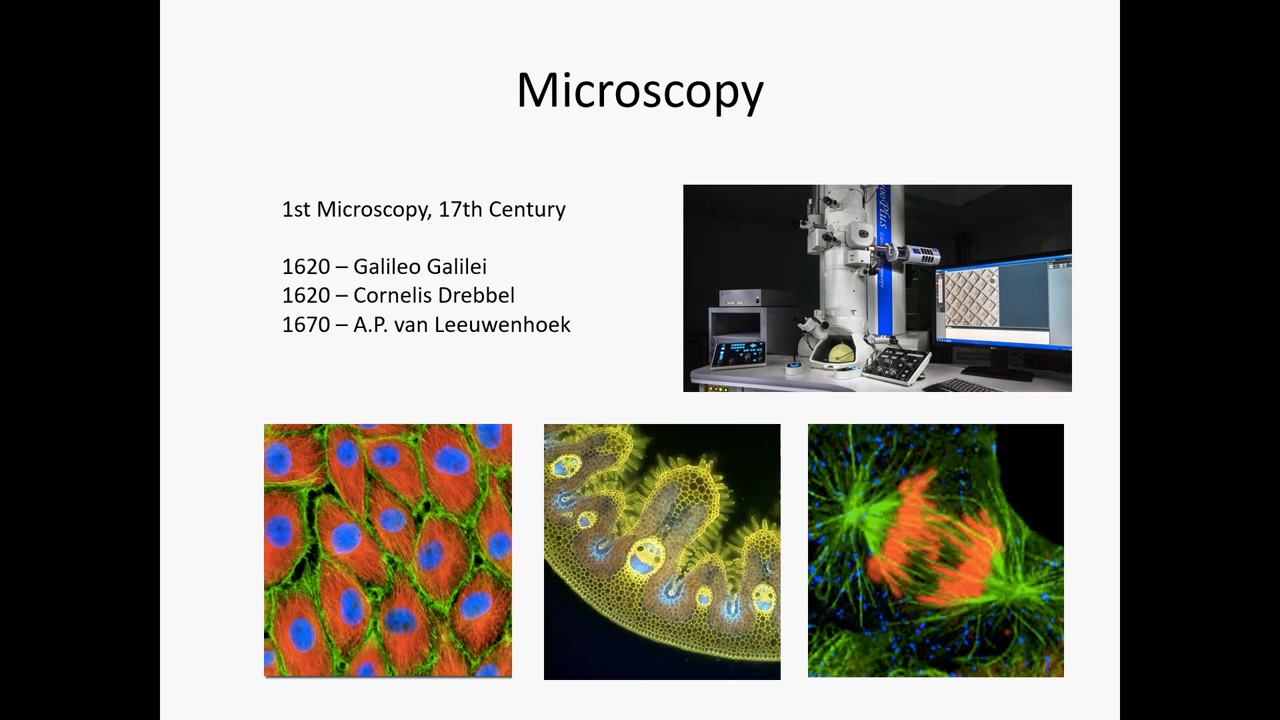 Microscopy
1st Microscopy, 17th Century
1620 – Galileo Galilei
1620 – Cornelis Drebbel
1670 – A.P. van Leeuwenhoek